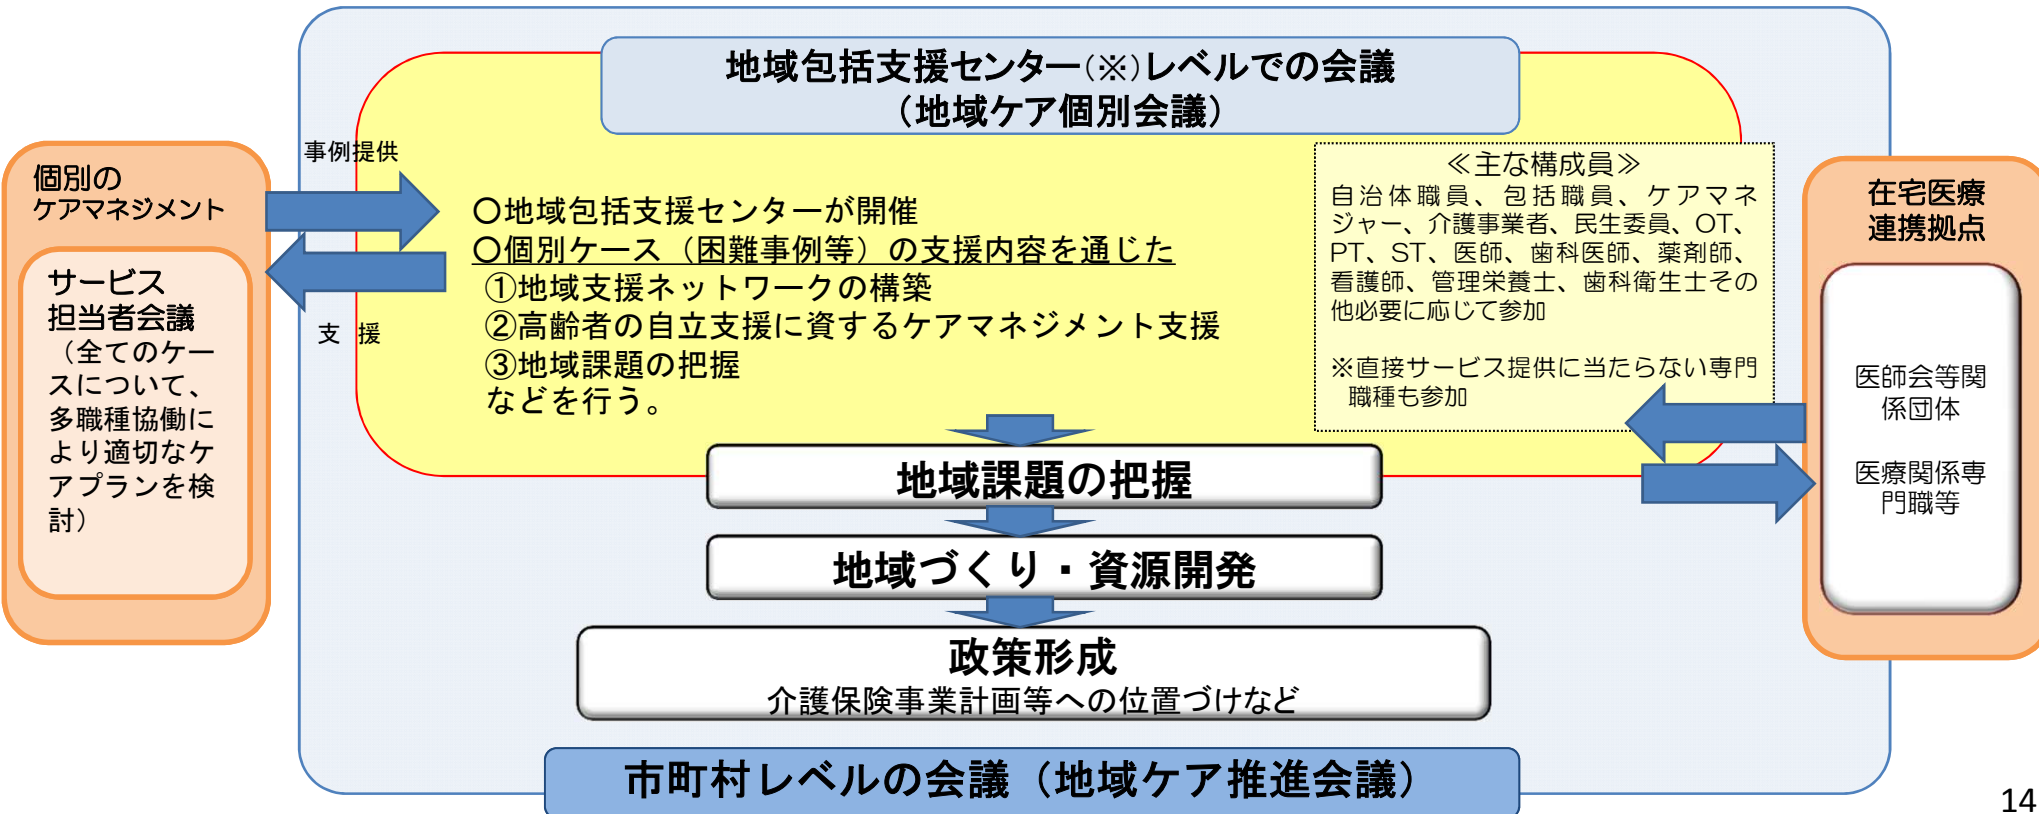 地域包括支援センター(※)レベルでの会議
(地域ケア個別会議)
事例提供
支 援
個別の
ケアマネジメント
サービス
担当者会議
(全てのケー
スについて、
多職種協働に
より適切なケ
アプランを検
討)
〇地域包括支援センターが開催
〇個別ケース(困難事例等)の支援内容を通じた
①地域支援ネットワークの構築
②高齢者の自立支援に資するケアマネジメント支援
③地域課題の把握
などを行う。
≪主な構成員≫
自治体職員、包括職員、ケアマネ
ジャー、介護事業者、民生委員、OT、
PT、ST、医師、歯科医師、薬剤師、
看護師、管理栄養士、歯科衛生士その
他必要に応じて参加
※直接サービス提供に当たらない専門
職種も参加
在宅医療
連携拠点
医師会等関
係団体
医療関係専
門職等
地域課題の把握
地域づくり・資源開発
政策形成
介護保険事業計画等への位置づけなど
市町村レベルの会議(地域ケア推進会議)
14